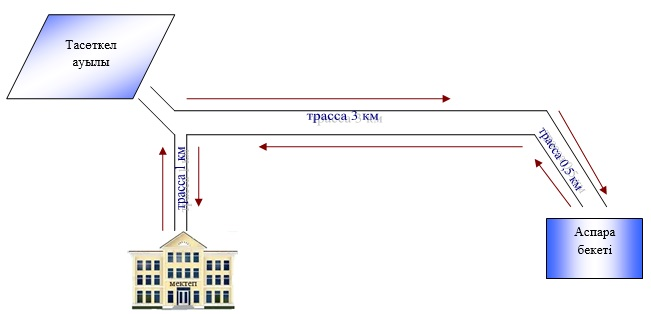 Тасөткел
ауылы
трасса 3 км
трасса 1 км
трасса 0,5 км
Аспара
бекеті
мектеп